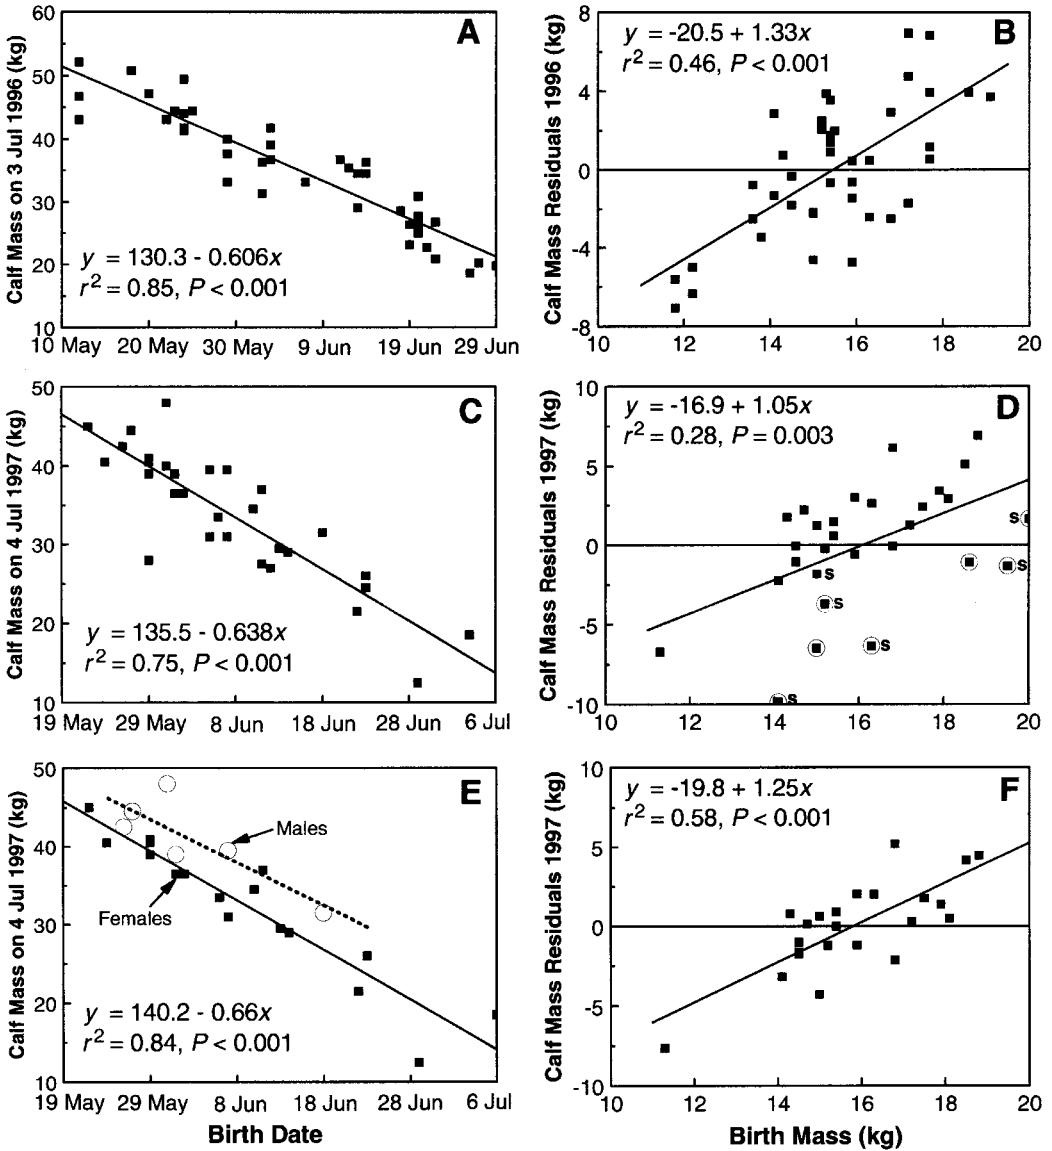 A
Calf Mass on 3 Jul 1996 (kg)
60
50
40
30
20
10
y = 130.3 - 0.606x
r² = 0.85, P < 0.001
10 May 20 May 30 May 9 Jun 19 Jun 29 Jun
B
Calf Mass Residuals 1996 (kg)
8
4
0
-4
-8
y = -20.5 + 1.33x
r² = 0.46, P < 0.001
10 12 14 16 18 20
C
Calf Mass on 4 Jul 1997 (kg)
50
40
30
20
10
y = 135.5 - 0.638x
r² = 0.75, P < 0.001
19 May 29 May 8 Jun 18 Jun 28 Jun 6 Jul
D
Calf Mass Residuals 1997 (kg)
10
5
0
-5
-10
y = -16.9 + 1.05x
r² = 0.28, P = 0.003
s
s
s
s
s
s
10 12 14 16 18 20
E
Calf Mass on 4 Jul 1997 (kg)
50
40
30
20
10
Males
Females
y = 140.2 - 0.66x
r² = 0.84, P < 0.001
19 May 29 May 8 Jun 18 Jun 28 Jun 6 Jul
Birth Date
F
Calf Mass Residuals 1997 (kg)
10
5
0
-5
-10
y = -19.8 + 1.25x
r² = 0.58, P < 0.001
10 12 14 16 18 20
Birth Mass (kg)